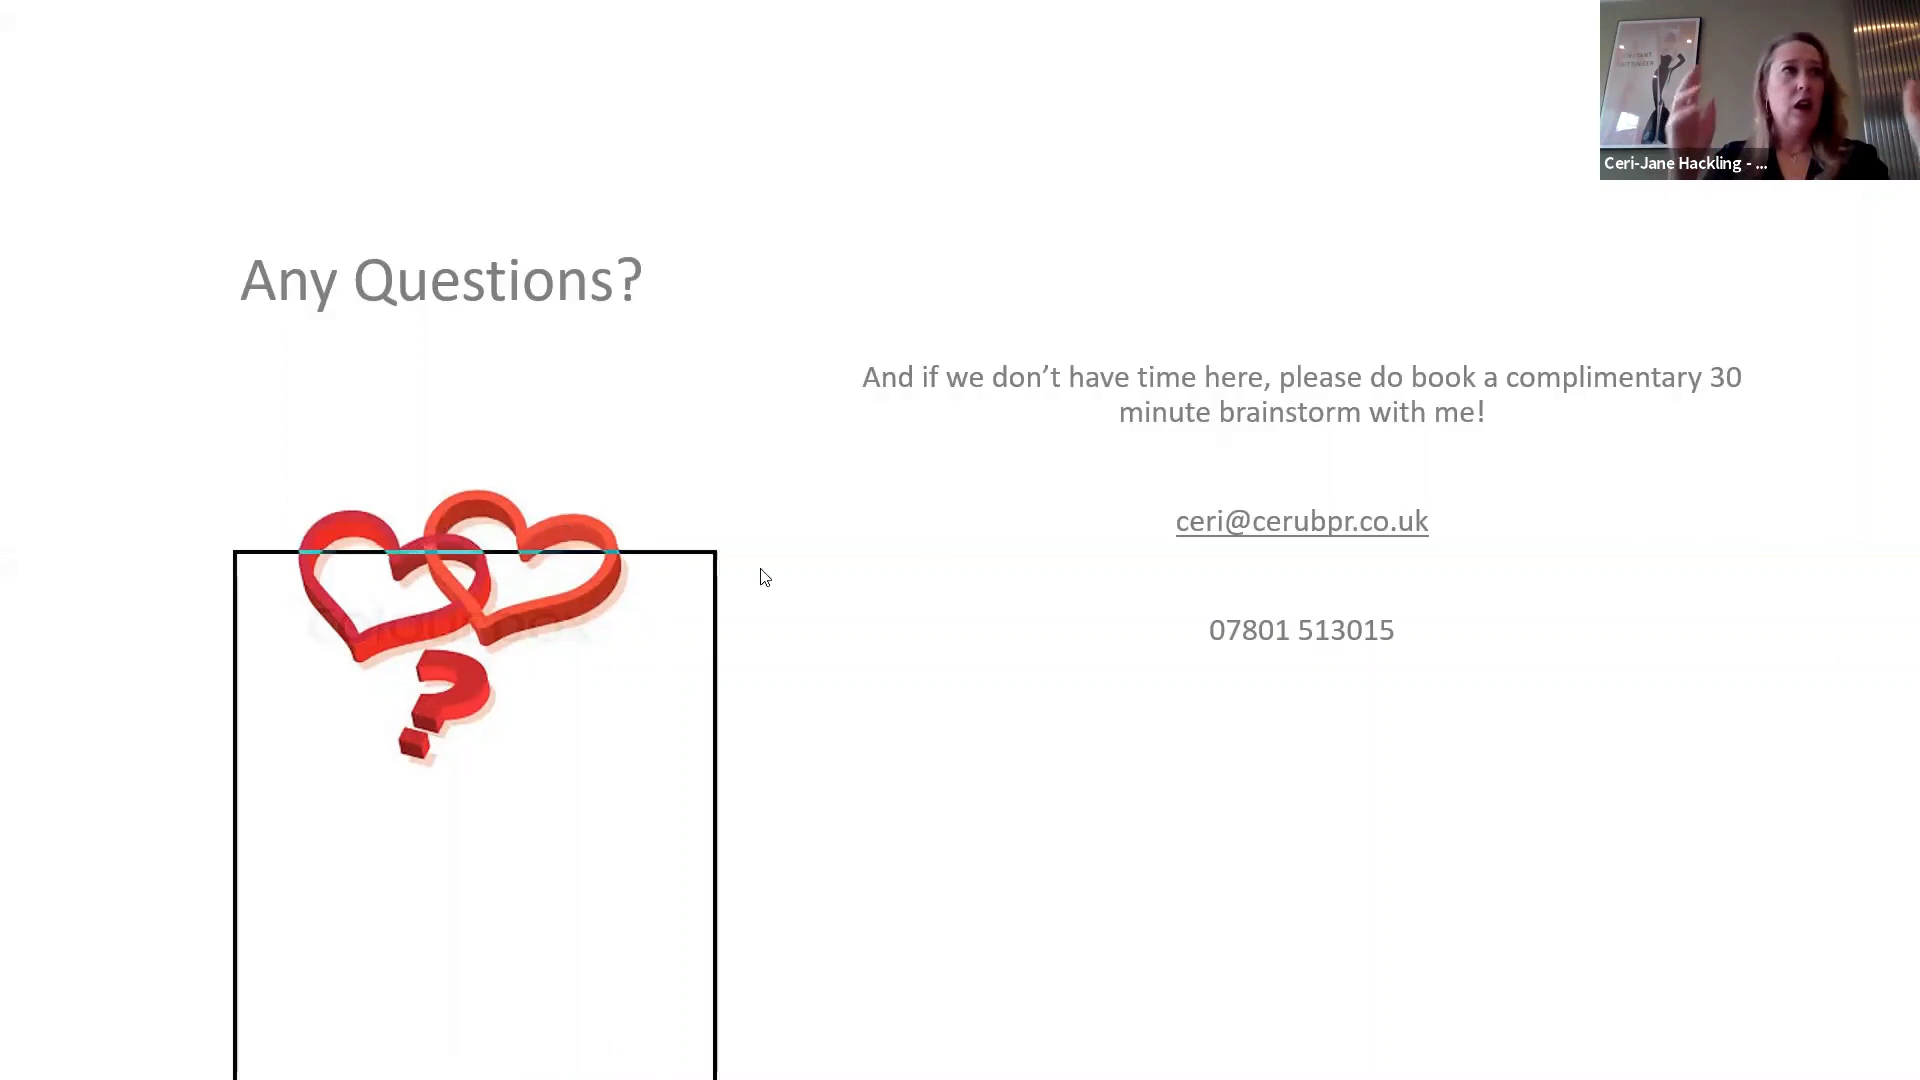 Any Questions?
And if we don’t have time here, please do book a complimentary 30
minute brainstorm with me!
ceri@cerubpr.co.uk
07801 513015
Ceri-Jane Hackling - ...